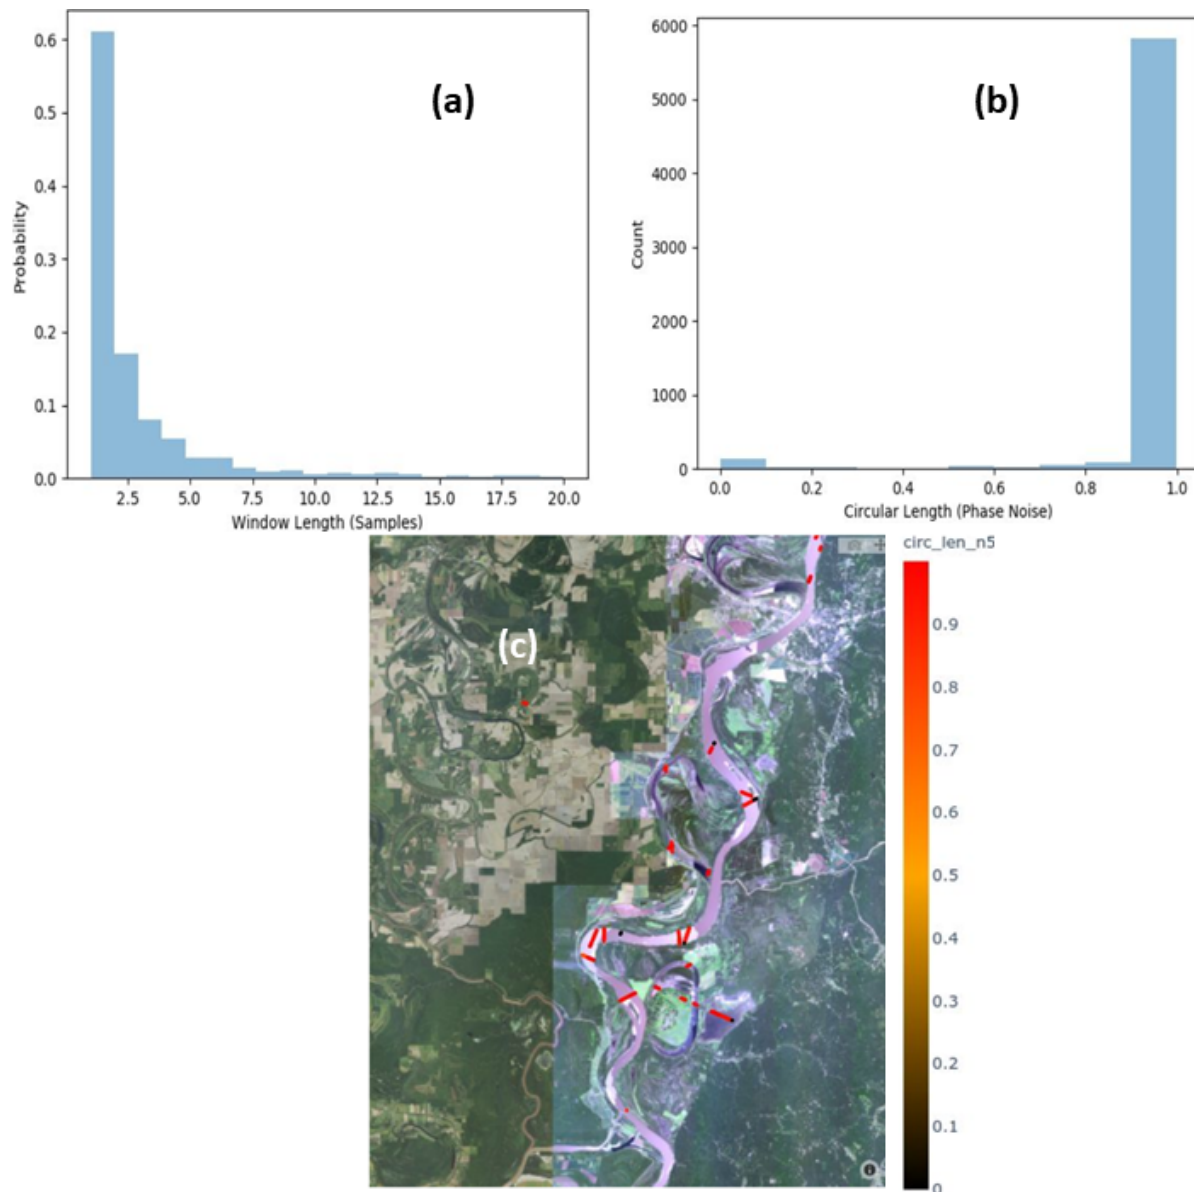 0.6
0.5
0.4
0.3
0.2
0.1
0.0
Probability
(a)
2.5 5.0 7.5 10.0 12.5 15.0 17.5 20.0
Window Length (Samples)
6000
5000
4000
3000
2000
1000
0
Count
(b)
0.0 0.2 0.4 0.6 0.8 1.0
Circular Length (Phase Noise)
(c)
circ_len_n5
0.9
0.8
0.7
0.6
0.5
0.4
0.3
0.2
0.1
0